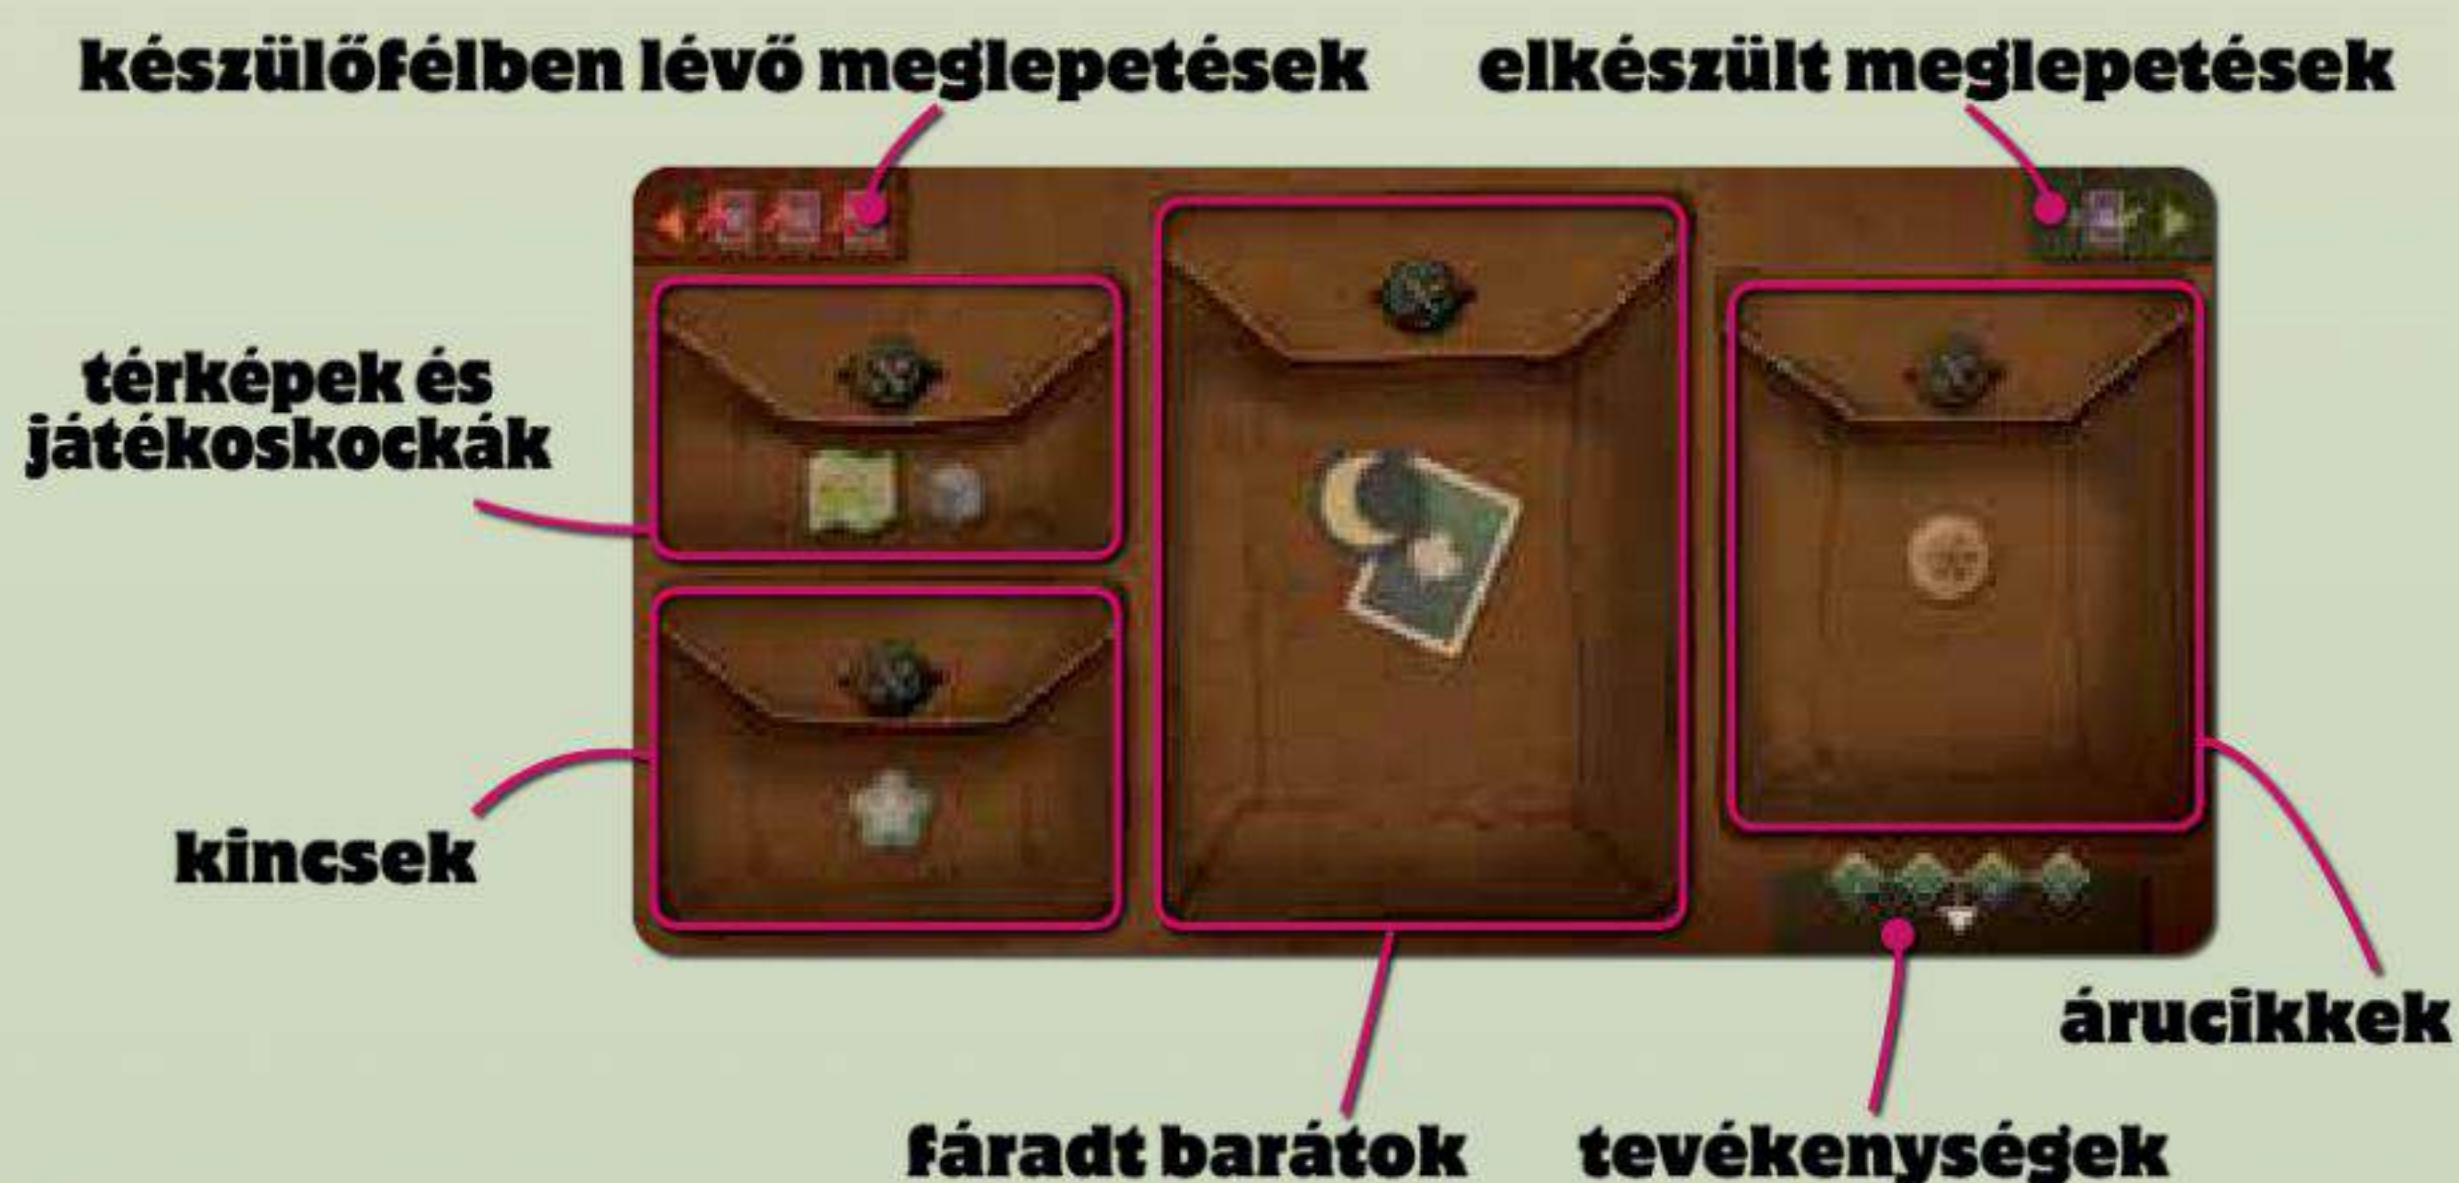 készülőfélben lévő meglepetések
elkészült meglepetések
térképek és
játékoskockák
kincsek
árucikkek
fáradt barátok
tevékenységek